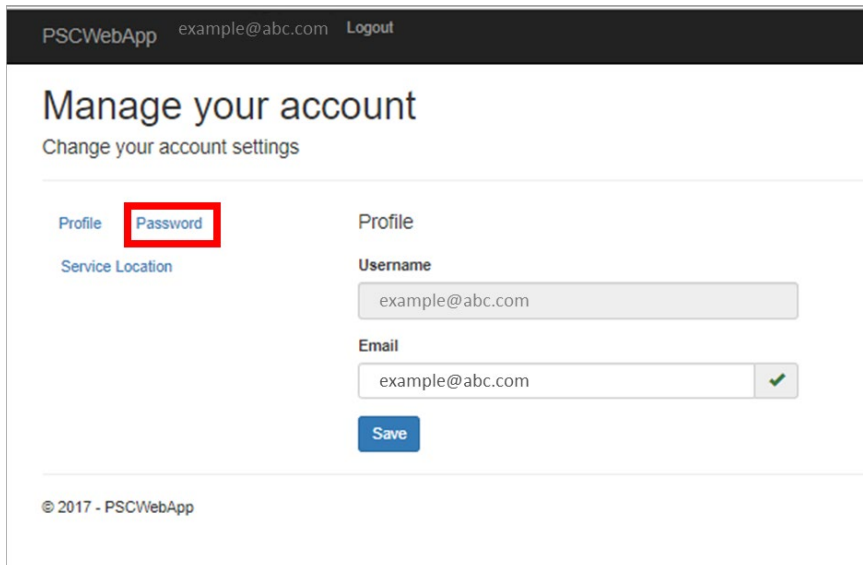 PSCWebApp example@abc.com Logout
Manage your account
Change your account settings
Profile Password
Service Location
Profile
Username
example@abc.com
Email
example@abc.com
Save
© 2017 - PSCWebApp